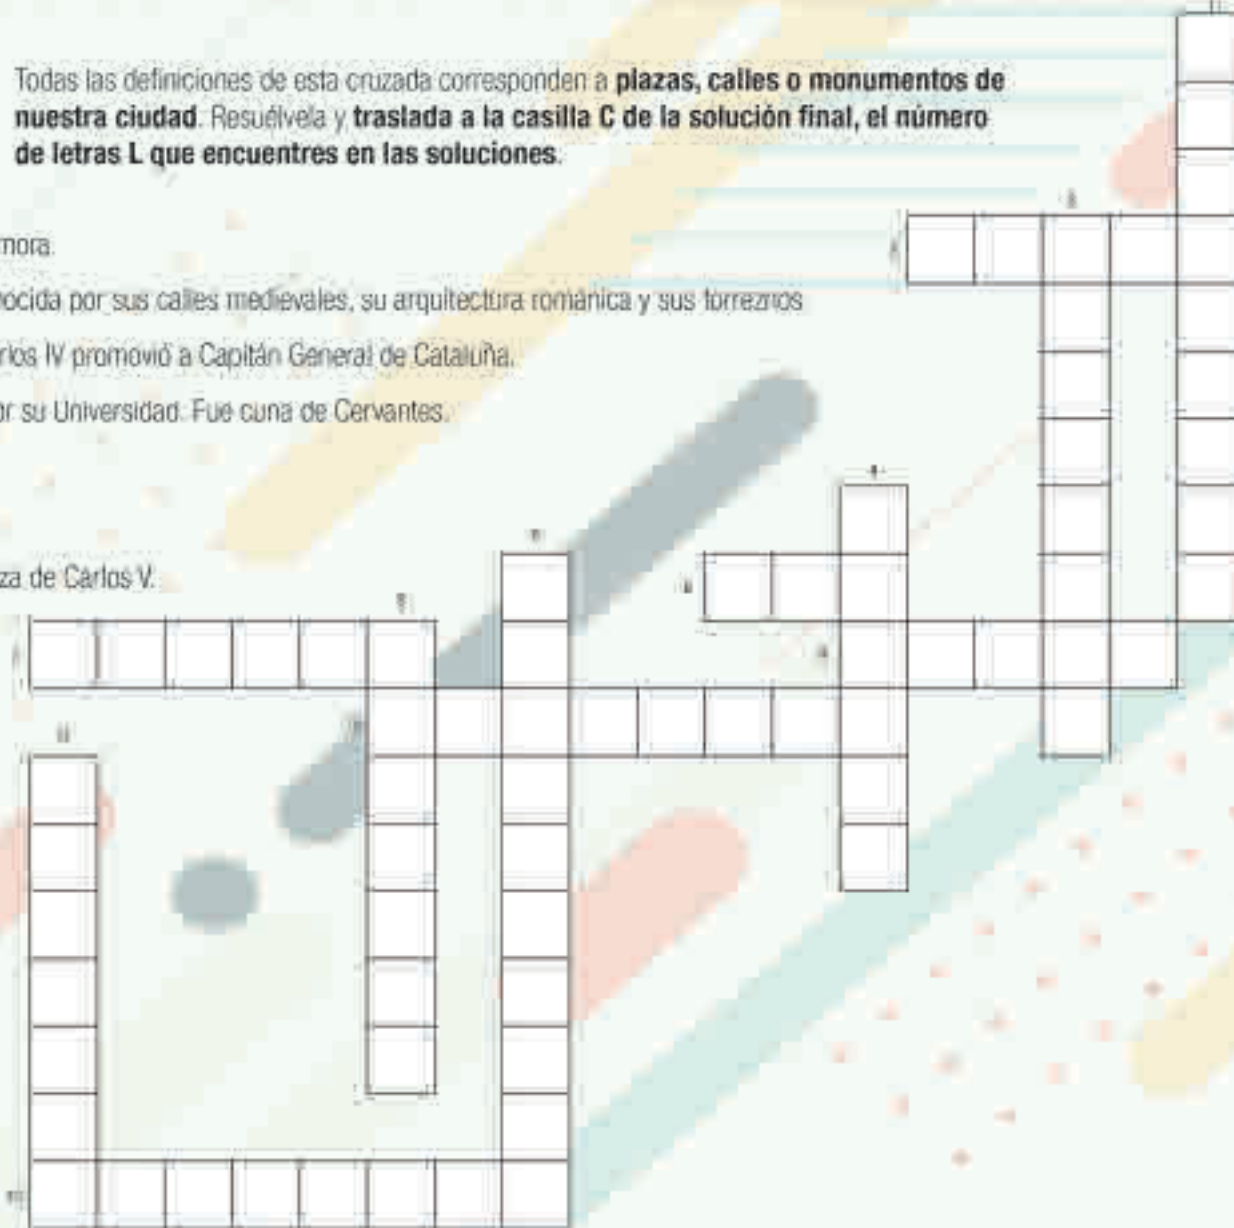 Todas las definiciones de esta cruzada corresponden a plazas, calles o monumentos de
nuestra ciudad. Resuélvela y traslada a la casilla C de la solución final, el número
de letras L que encuentres en las soluciones.
mora.
ocida por sus calles medievales, su arquitectura románica y sus torreznos
rlos IV promovió a Capitán General de Cataluña.
or su Universidad. Fue cuna de Cervantes.
za de Carlos V.